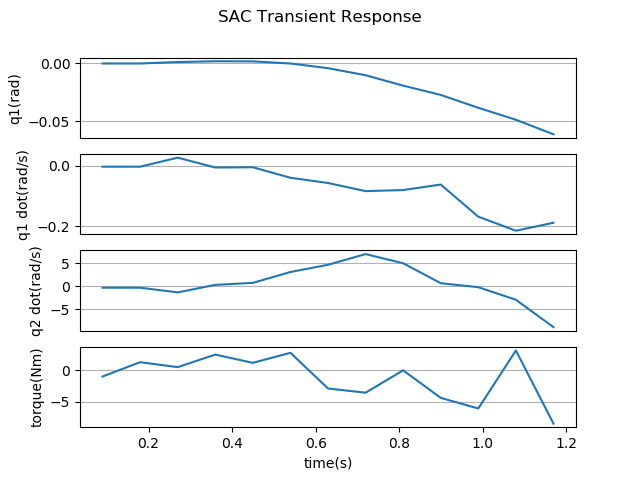 SAC Transient Response
q1(rad)
0.00
−0.05
q1 dot(rad/s)
0.0
−0.2
q2 dot(rad/s)
5
0
−5
torque(Nm)
0
−5
0.2 0.4 0.6 0.8 1.0 1.2
time(s)